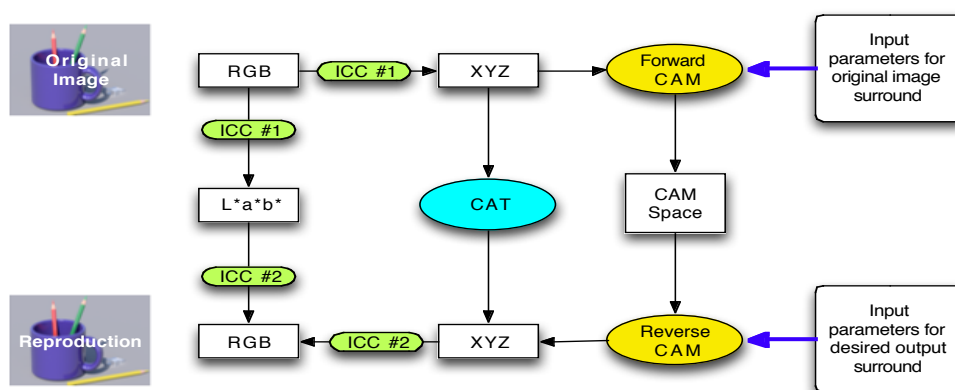 Original
Image
RGB
ICC #1
XYZ
Forward
CAM
Input
parameters for
original image
surround
ICC #1
L*a*b*
CAT
CAM
Space
ICC #2
Reproduction
RGB
ICC #2
XYZ
Reverse
CAM
Input
parameters for
desired output
surround